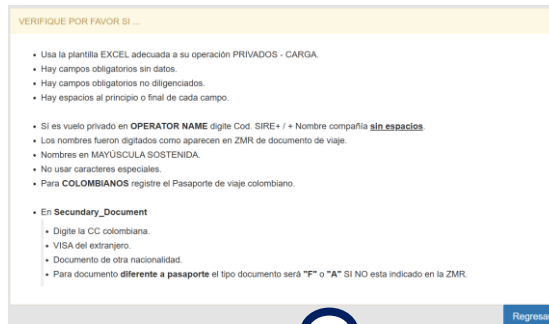 VERIFIQUE POR FAVOR SI ...
• Usa la plantilla EXCEL adecuada a su operación PRIVADOS - CARGA.
• Hay campos obligatorios sin datos.
• Hay campos obligatorios no diligenciados.
• Hay espacios al principio o final de cada campo.
• Sí es vuelo privado en OPERATOR NAME digite Cod. SIRE+ / + Nombre compañía sin espacios.
• Los nombres fueron digitados como aparecen en ZMR de documento de viaje.
• Nombres en MAYÚSCULA SOSTENIDA.
• No usar caracteres especiales.
• Para COLOMBIANOS registre el Pasaporte de viaje colombiano.
• En Secundary_Document
• Digite la CC colombiana.
• VISA del extranjero.
• Documento de otra nacionalidad.
• Para documento diferente a pasaporte el tipo documento será "F" o "A" SI NO esta indicado en la ZMR.
Regresar